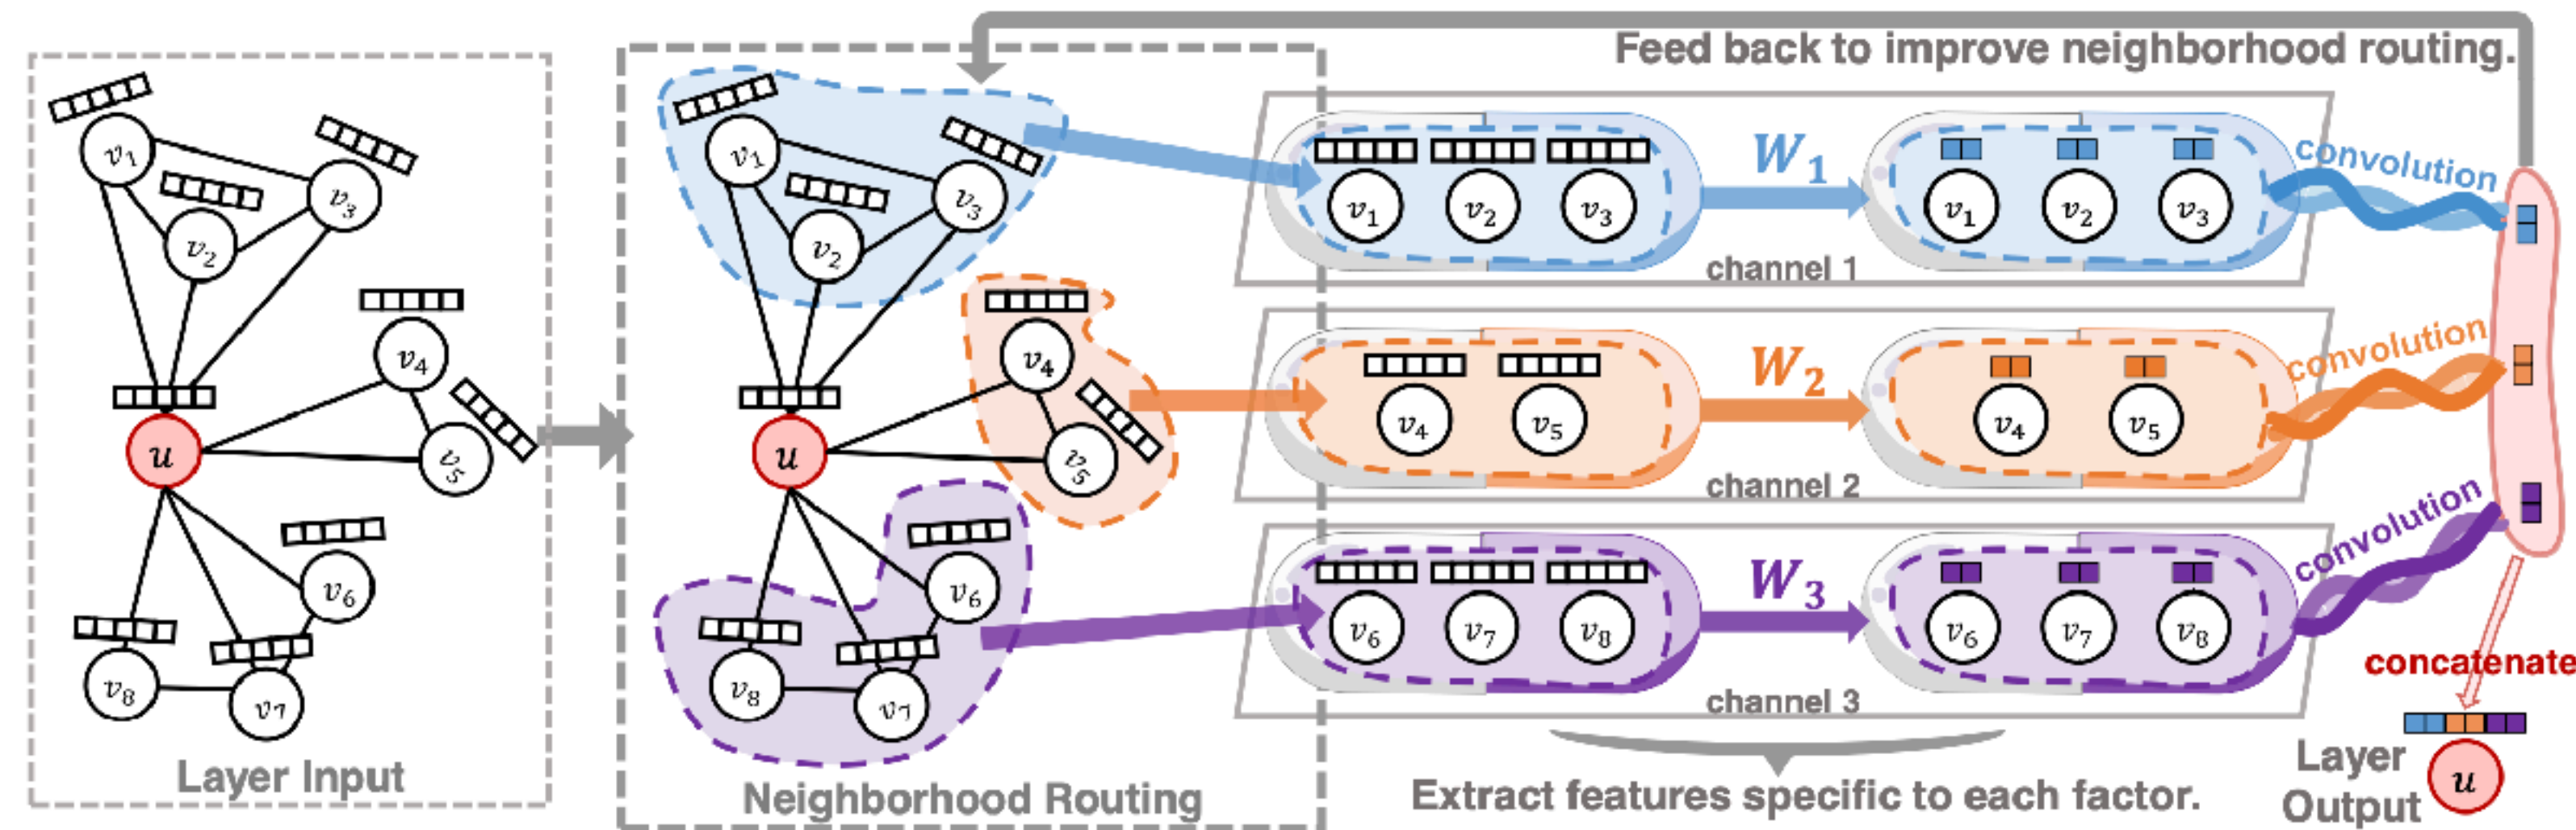 Feed back to improve neighborhood routing.
v1
v2
v3
v4
v5
v6
v7
v8
u
Layer Input
v1
v2
v3
v4
v5
v6
v7
v8
u
Neighborhood Routing
v1 v2 v3
W1
v1 v2 v3
convolution
channel 1
v4 v5
W2
v4 v5
convolution
channel 2
v6 v7 v8
W3
v6 v7 v8
convolution
channel 3
Extract features specific to each factor.
concatenate
Layer
Output
u